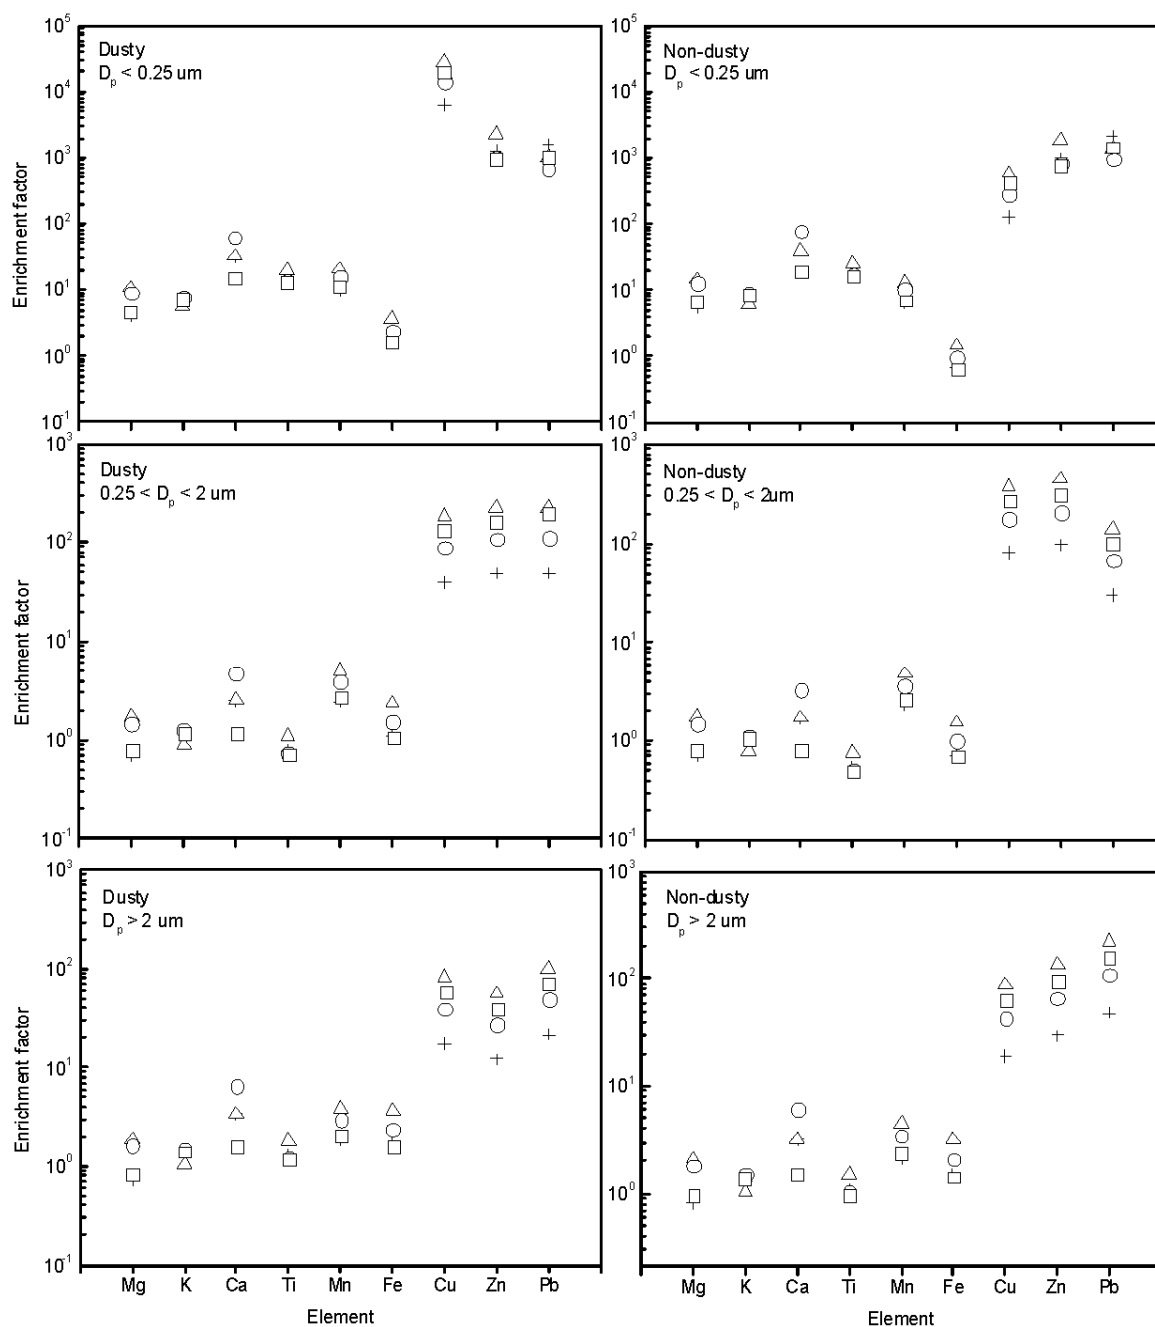 Dusty
D_p < 0.25 um
10^5
10^4
10^3
10^2
10^1
10^0
10^-1
Enrichment factor
Non-dusty
D_p < 0.25 um
10^5
10^4
10^3
10^2
10^1
10^0
10^-1
Dusty
0.25 < D_p < 2 um
10^3
10^2
10^1
10^0
10^-1
Enrichment factor
Non-dusty
0.25 < D_p < 2um
10^3
10^2
10^1
10^0
10^-1
Dusty
D_p > 2 um
10^3
10^2
10^1
10^0
10^-1
Enrichment factor
Mg K Ca Ti Mn Fe Cu Zn Pb
Element
Non-dusty
D_p > 2 um
10^3
10^2
10^1
10^0
Mg K Ca Ti Mn Fe Cu Zn Pb
Element